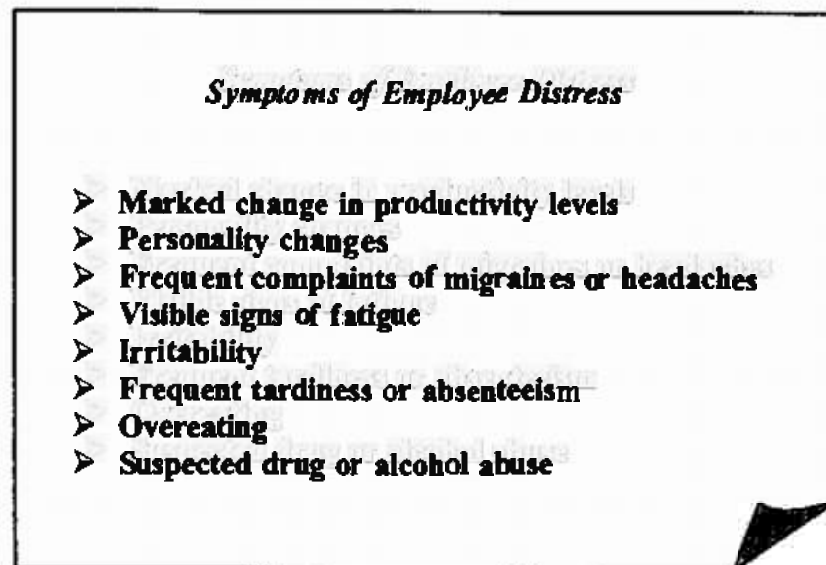 Symptoms of Employee Distress
➤ Marked change in productivity levels
➤ Personality changes
➤ Frequent complaints of migraines or headaches
➤ Visible signs of fatigue
➤ Irritability
➤ Frequent tardiness or absenteeism
➤ Overeating
➤ Suspected drug or alcohol abuse